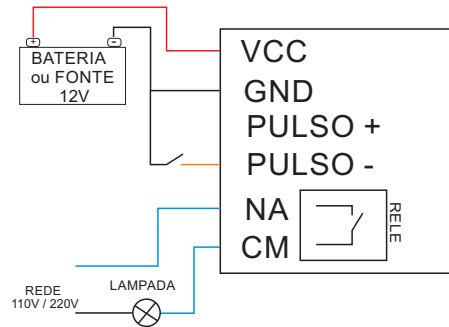 +
-
BATERIA
ou FONTE
12V
VCC
GND
PULSO +
PULSO -
NA
CM
RELE
REDE
110V / 220V
LAMPADA